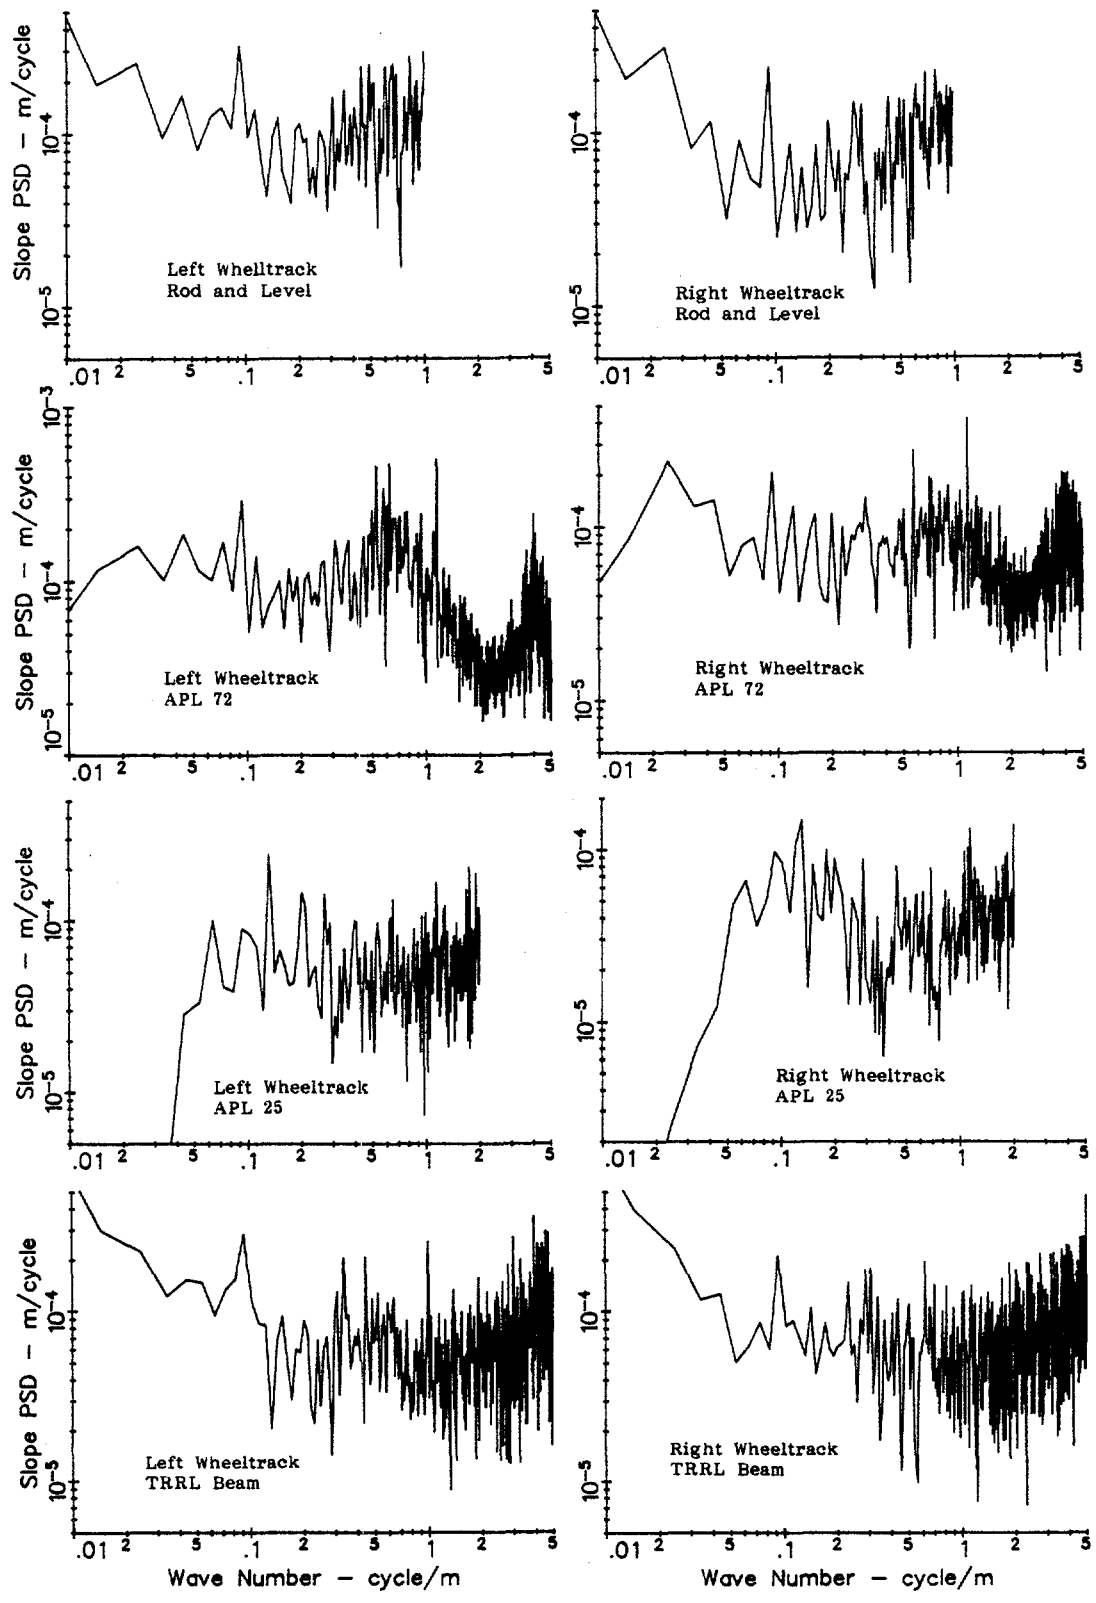 Slope PSD - m/cycle
10-4
10-5
Left Whelltrack
Rod and Level
.01 2 5 .1 2 5 1 2 5
10-4
10-5
Right Wheeltrack
Rod and Level
.01 2 5 .1 2 5 1 2 5
Slope PSD - m/cycle
10-3
10-4
10-5
Left Wheeltrack
APL 72
.01 2 5 .1 2 5 1 2 5
10-4
10-5
Right Wheeltrack
APL 72
.01 2 5 .1 2 5 1 2 5
Slope PSD - m/cycle
10-4
10-5
Left Wheeltrack
APL 25
.01 2 5 .1 2 5 1 2 5
10-4
10-5
Right Wheeltrack
APL 25
.01 2 5 .1 2 5 1 2 5
Slope PSD - m/cycle
10-4
10-5
Left Wheeltrack
TRRL Beam
.01 2 5 .1 2 5 1 2 5
Wave Number - cycle/m
10-4
10-5
Right Wheeltrack
TRRL Beam
.01 2 5 .1 2 5 1 2 5
Wave Number - cycle/m